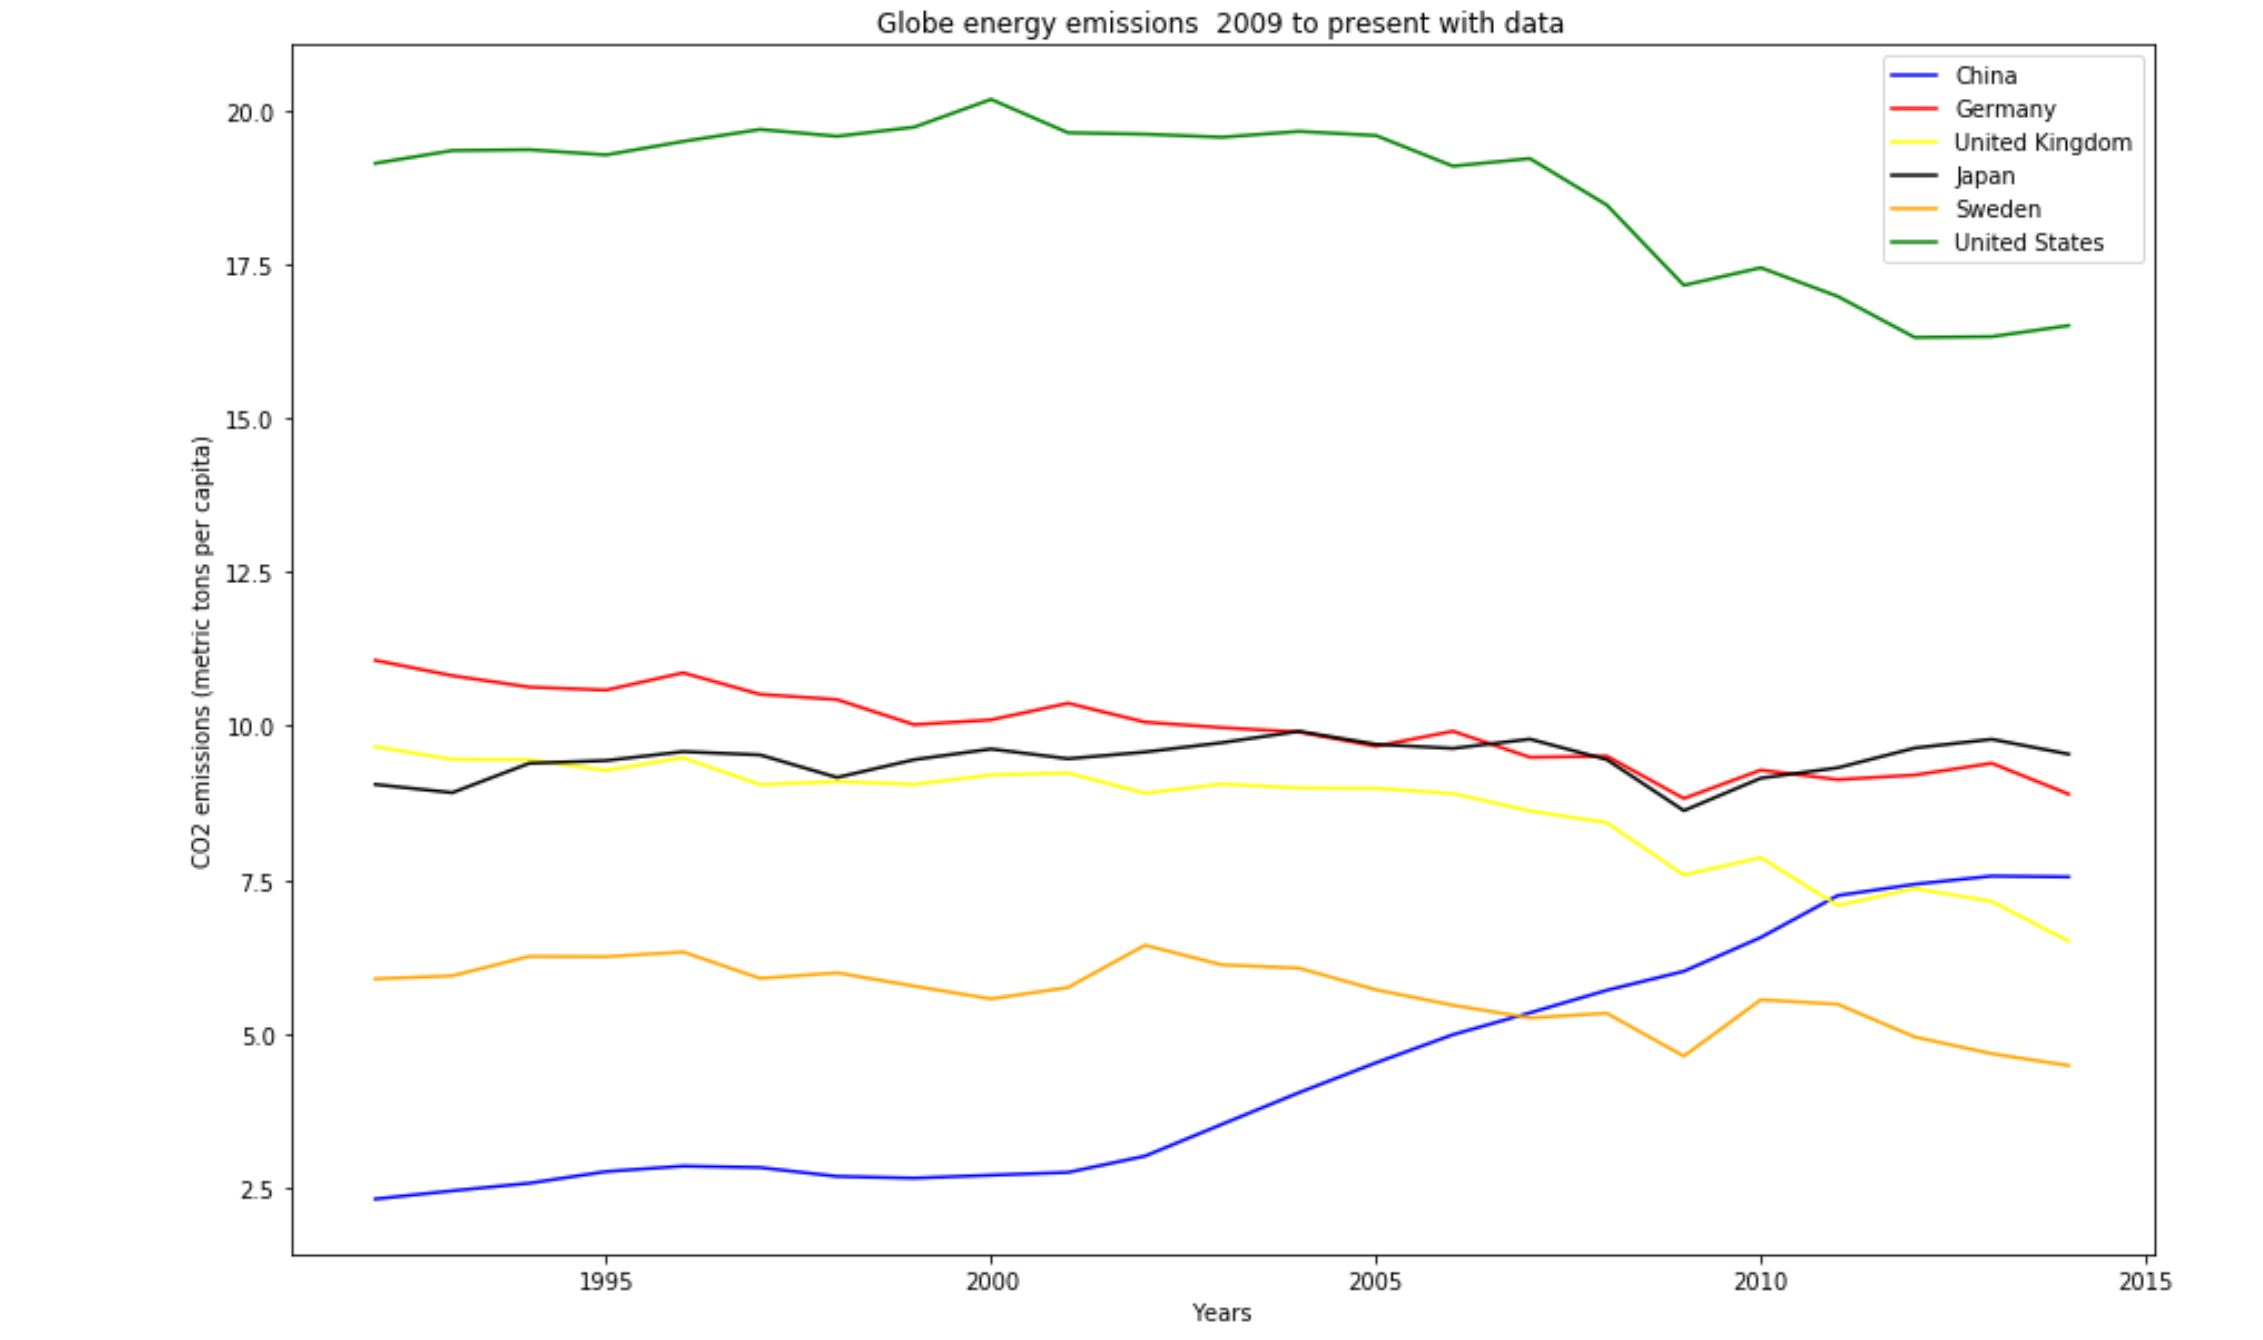 Globe energy emissions  2009 to present with data
China
Germany
United Kingdom
Japan
Sweden
United States
20.0
17.5
15.0
12.5
10.0
7.5
5.0
2.5
CO2 emissions (metric tons per capita)
1995
2000
2005
2010
2015
Years